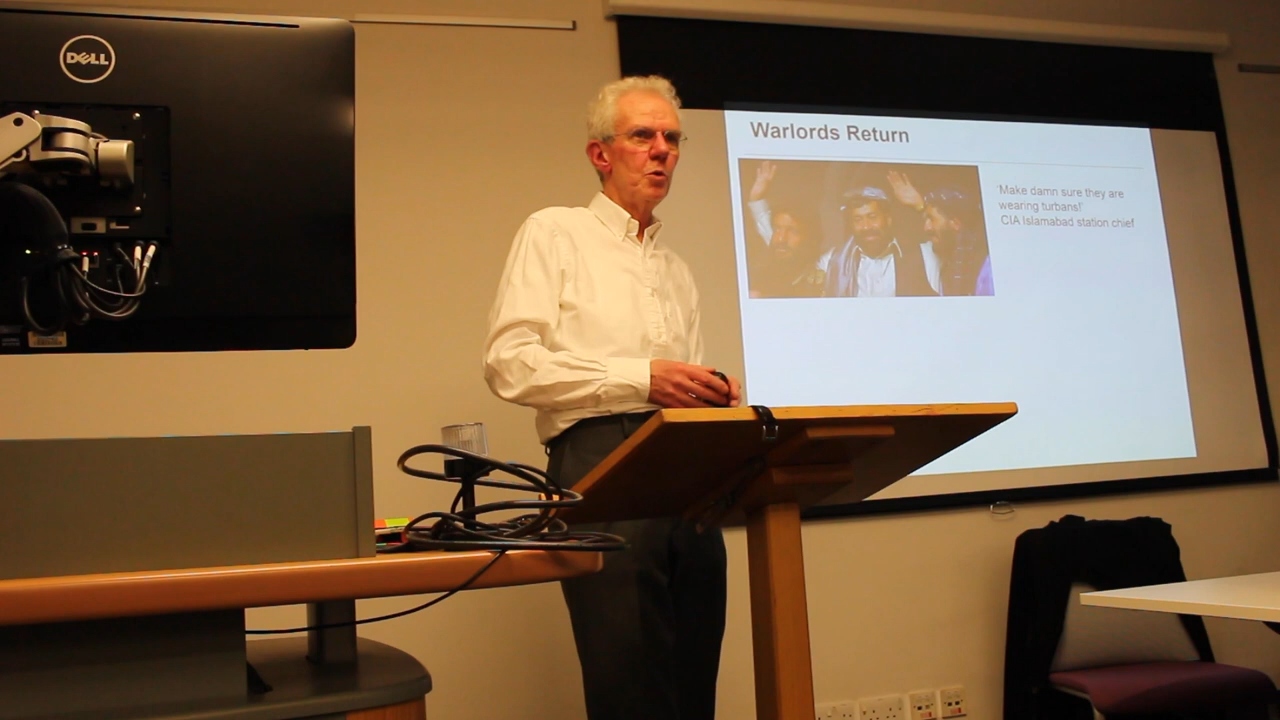 DELL
Warlords Return
'Make damn sure they are
wearing turbans!'
CIA Islamabad station chief